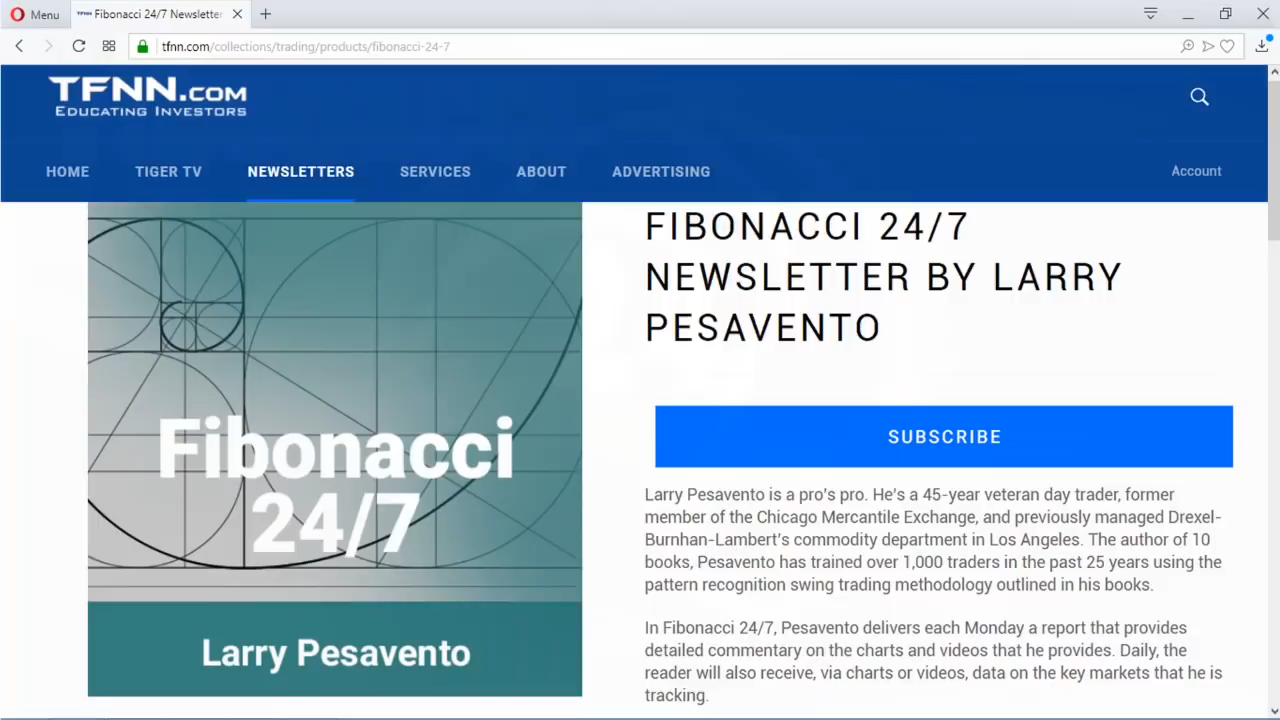 Menu
Fibonacci 24/7 Newsletter
tfnn.com/collections/trading/products/fibonacci-24-7
TFNN.COM
EDUCATING INVESTORS
HOME TIGER TV NEWSLETTERS SERVICES ABOUT ADVERTISING Account
FIBONACCI 24/7
NEWSLETTER BY LARRY
PESAVENTO
Fibonacci
24/7
Larry Pesavento
SUBSCRIBE
Larry Pesavento is a pro's pro. He's a 45-year veteran day trader, former
member of the Chicago Mercantile Exchange, and previously managed Drexel-
Burnhan-Lambert's commodity department in Los Angeles. The author of 10
books, Pesavento has trained over 1,000 traders in the past 25 years using the
pattern recognition swing trading methodology outlined in his books.
In Fibonacci 24/7, Pesavento delivers each Monday a report that provides
detailed commentary on the charts and videos that he provides. Daily, the
reader will also receive, via charts or videos, data on the key markets that he is
tracking.